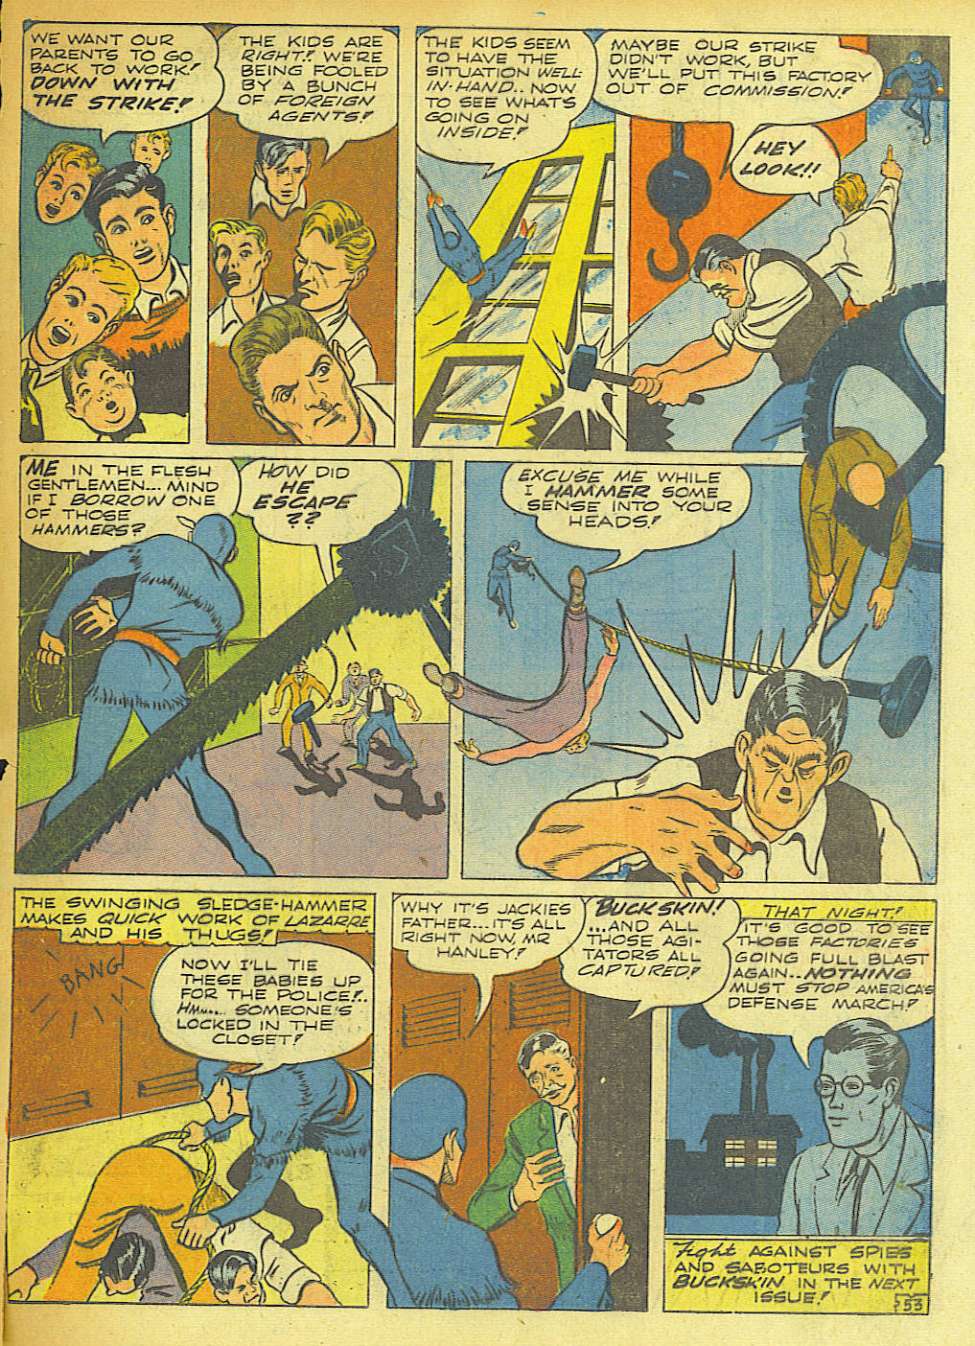 WE WANT OUR
PARENTS TO GO
BACK TO WORK!
DOWN WITH
THE STRIKE!
THE KIDS ARE
RIGHT! WE'RE
BEING FOOLED
BY A BUNCH
OF FOREIGN
AGENTS!
THE KIDS SEEM
TO HAVE THE
SITUATION WELL-
IN-HAND.. NOW
TO SEE WHAT'S
GOING ON
INSIDE!
MAYBE OUR STRIKE
DIDN'T WORK, BUT
WE'LL PUT THIS FACTORY
OUT OF COMMISSION!
HEY
LOOK!!
ME IN THE FLESH
GENTLEMEN... MIND
IF I BORROW ONE
OF THOSE
HAMMERS?
HOW DID
HE
ESCAPE
??
EXCUSE ME WHILE
I HAMMER SOME
SENSE INTO YOUR
HEADS!
THE SWINGING SLEDGE-HAMMER
MAKES QUICK WORK OF LAZARRE
AND HIS THUGS!
BANG!
NOW I'LL TIE
THESE BABIES UP
FOR THE POLICE!..
HMM.... SOMEONE'S
LOCKED IN THE
CLOSET!
WHY IT'S JACKIES
FATHER... IT'S ALL
RIGHT NOW, MR
HANLEY!
BUCKSKIN!
...AND ALL
THOSE AGI-
TATORS ALL
CAPTURED!
THAT NIGHT!
IT'S GOOD TO SEE
THOSE FACTORIES
GOING FULL BLAST
AGAIN.. NOTHING
MUST STOP AMERICA'S
DEFENSE MARCH!
Fight AGAINST SPIES
AND SABOTEURS WITH
BUCKSKIN IN THE NEXT
ISSUE!
53